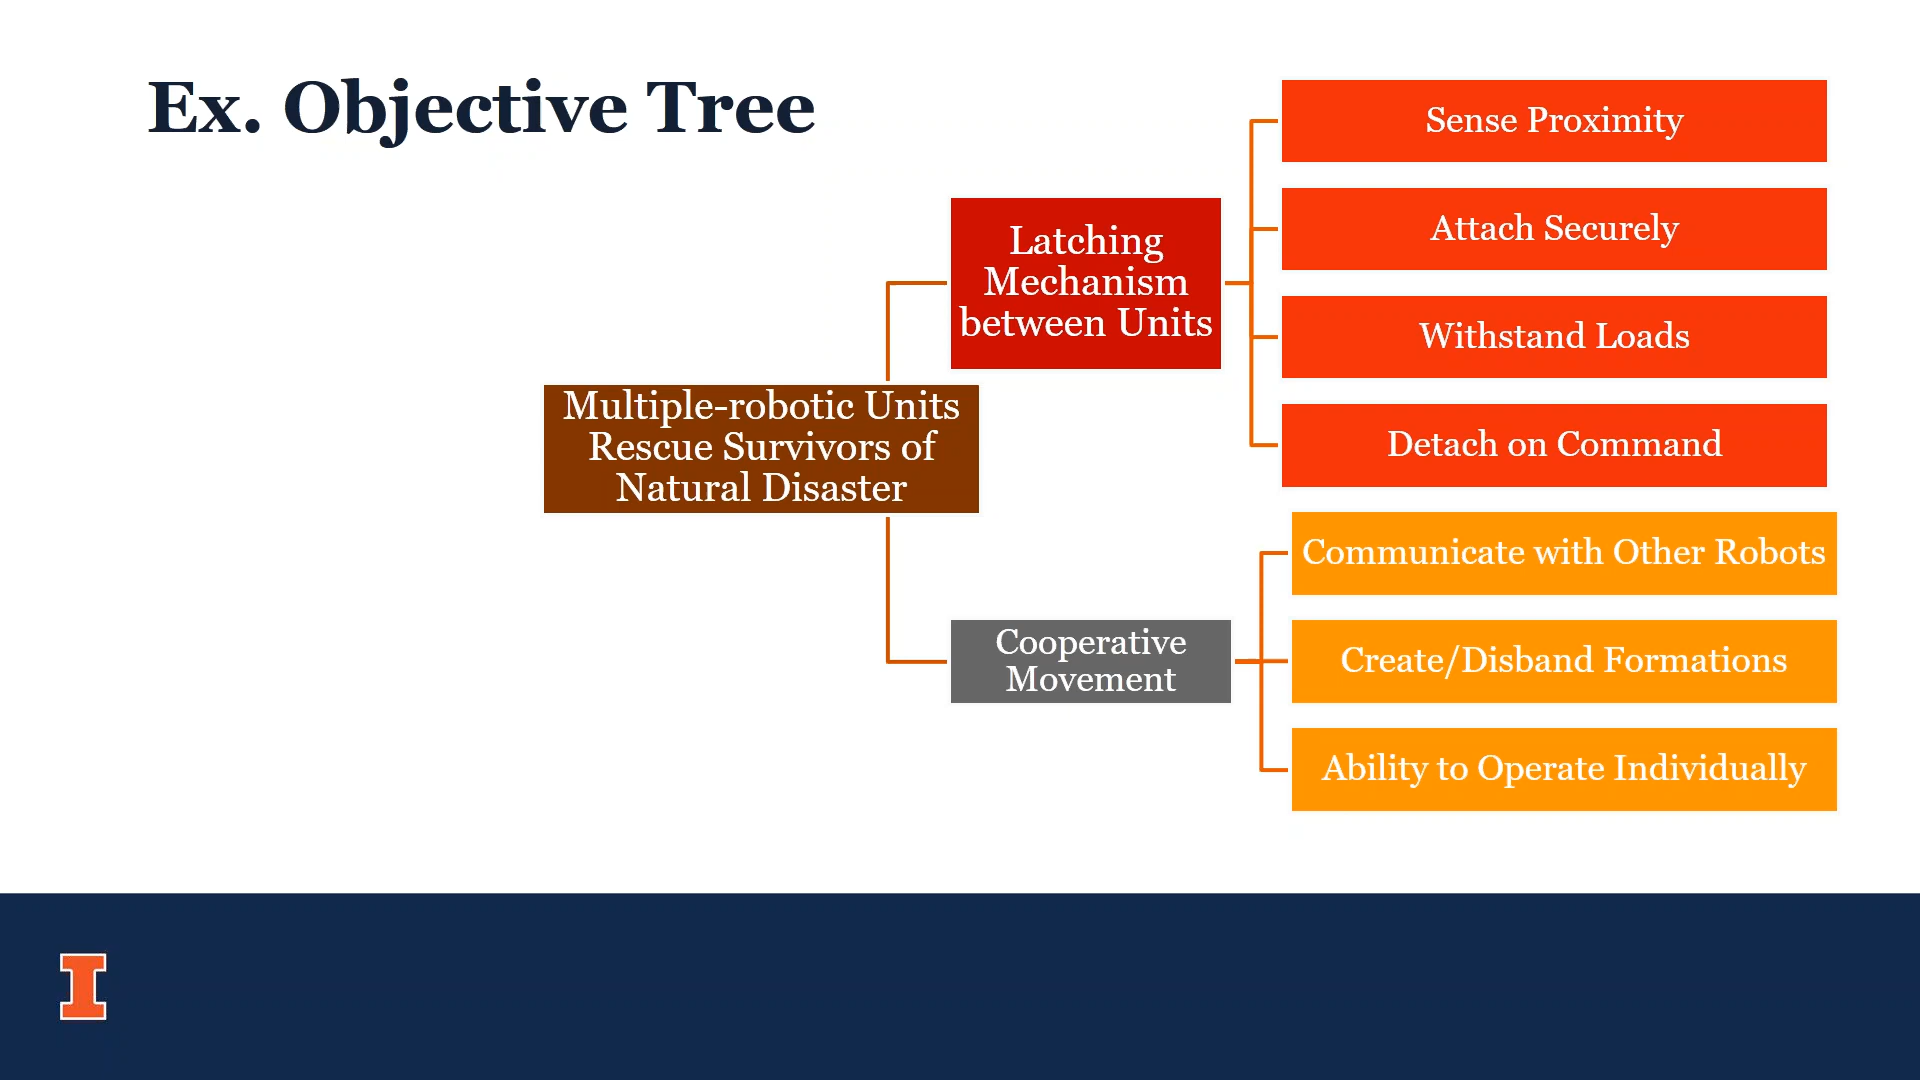 Ex. Objective Tree
Multiple-robotic Units
Rescue Survivors of
Natural Disaster
Latching
Mechanism
between Units
Sense Proximity
Attach Securely
Withstand Loads
Detach on Command
Cooperative
Movement
Communicate with Other Robots
Create/Disband Formations
Ability to Operate Individually
I